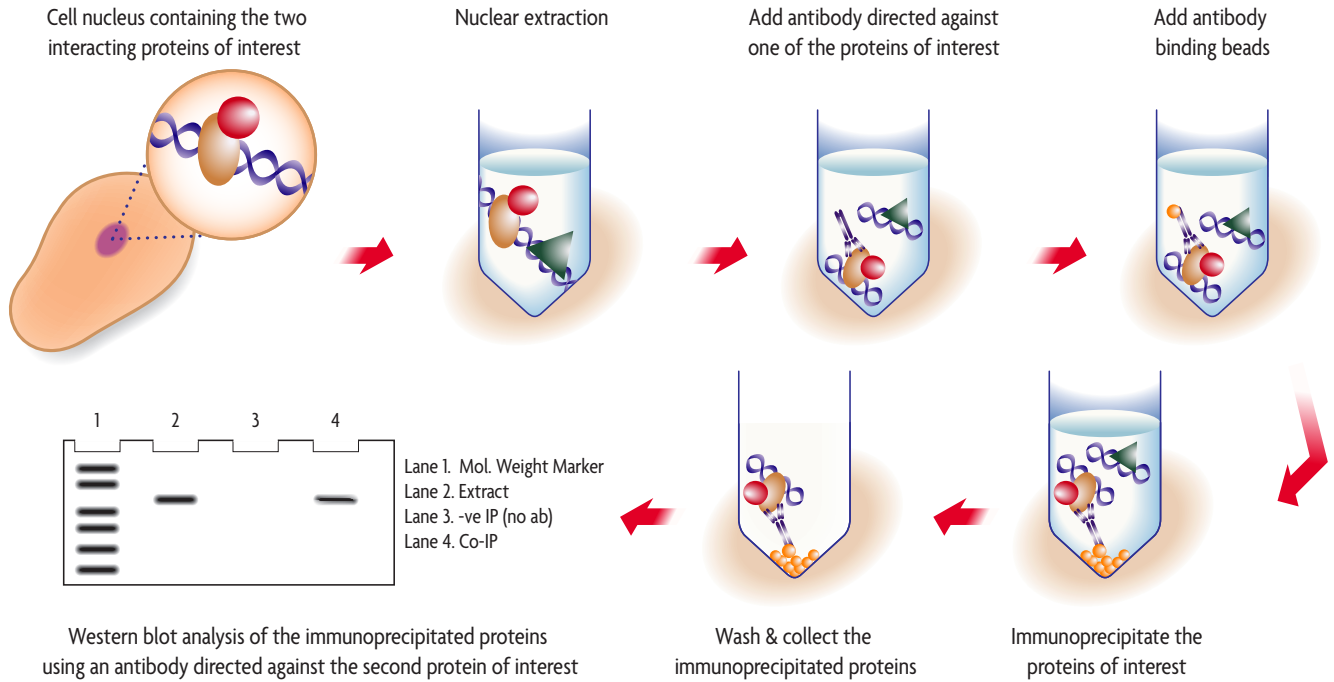 Cell nucleus containing the two
interacting proteins of interest
Nuclear extraction
Add antibody directed against
one of the proteins of interest
Add antibody
binding beads
Immunoprecipitate the
proteins of interest
Wash & collect the
immunoprecipitated proteins
1 2 3 4
Lane 1. Mol. Weight Marker
Lane 2. Extract
Lane 3. -ve IP (no ab)
Lane 4. Co-IP
Western blot analysis of the immunoprecipitated proteins
using an antibody directed against the second protein of interest